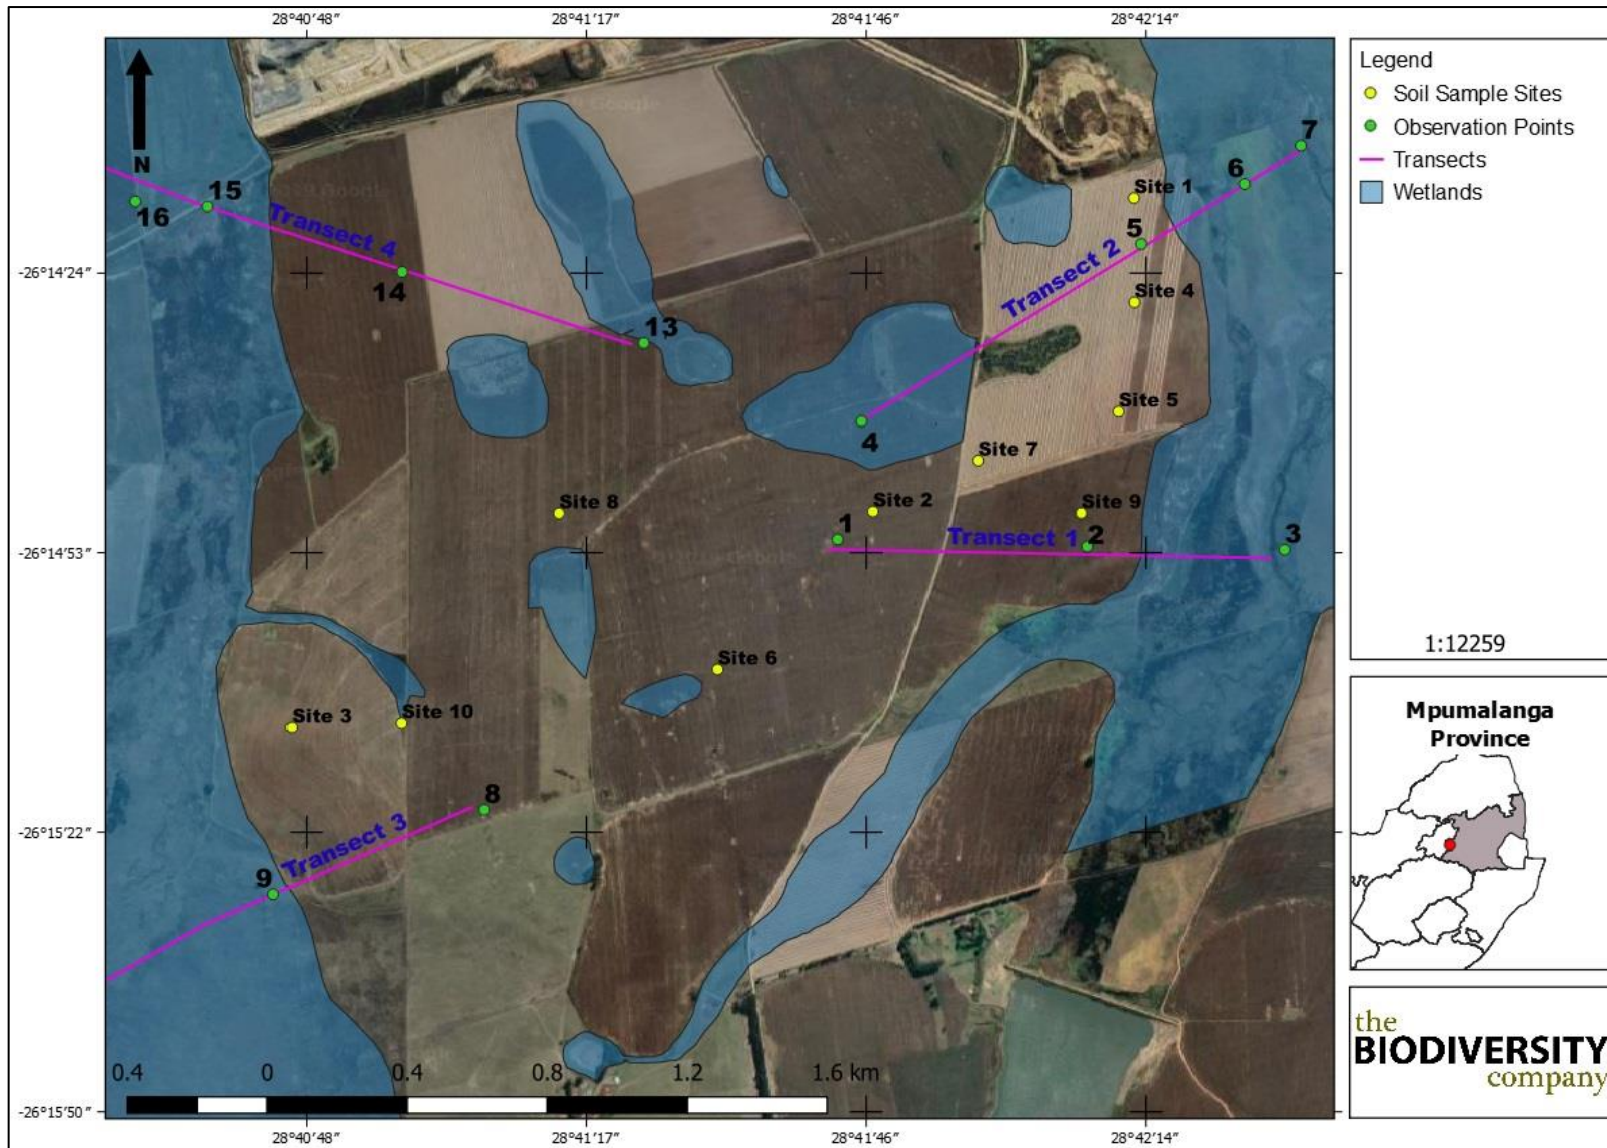 28°40'48" 28°41'17" 28°41'46" 28°42'14"
Legend
Soil Sample Sites
Observation Points
Transects
Wetlands
1:12259
N
7
6
Site 1
15
16
Transect 4
5
Transect 2
-26°14'24"
14
Site 4
13
Site 5
4
Site 7
Site 8
Site 2
Site 9
1
Transect 1
2
3
-26°14'53"
Site 6
Site 3
Site 10
8
Transect 3
-26°15'22"
9
Mpumalanga
Province
0.4 0 0.4 0.8 1.2 1.6 km
-26°15'50"
28°40'48" 28°41'17" 28°41'46" 28°42'14"
the
BIODIVERSITY
company